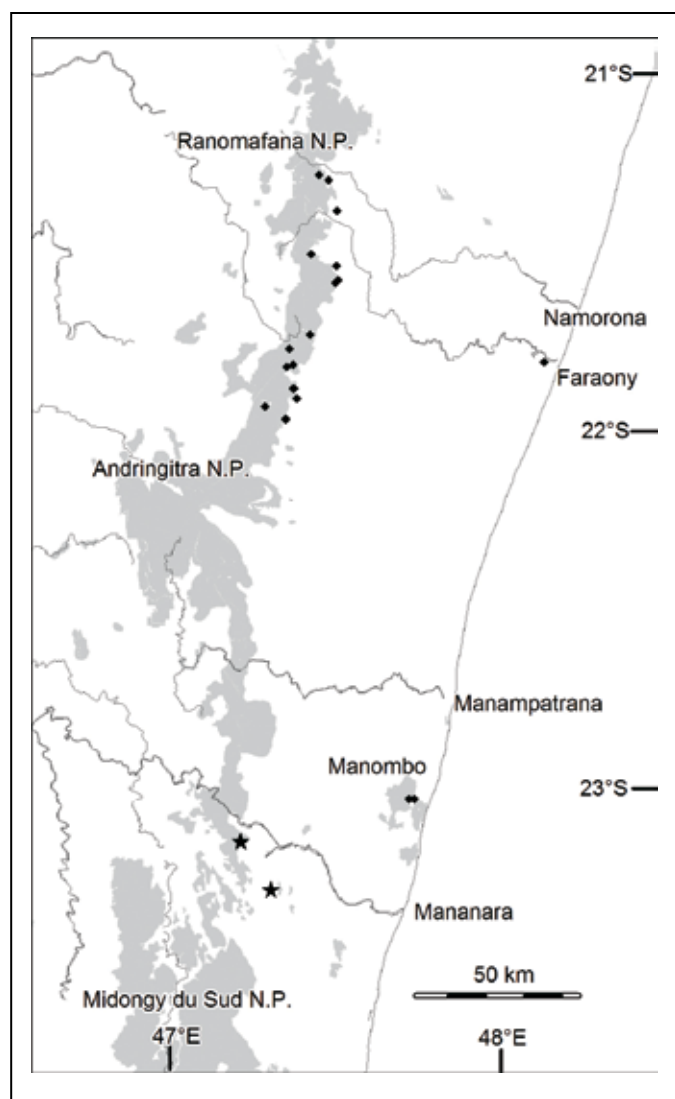 21°S
Ranomafana N.P.
Namorona
Faraony
22°S
Andringitra N.P.
Manampatrana
Manombo
23°S
Mananara
50 km
Midongy du Sud N.P.
47°E
48°E